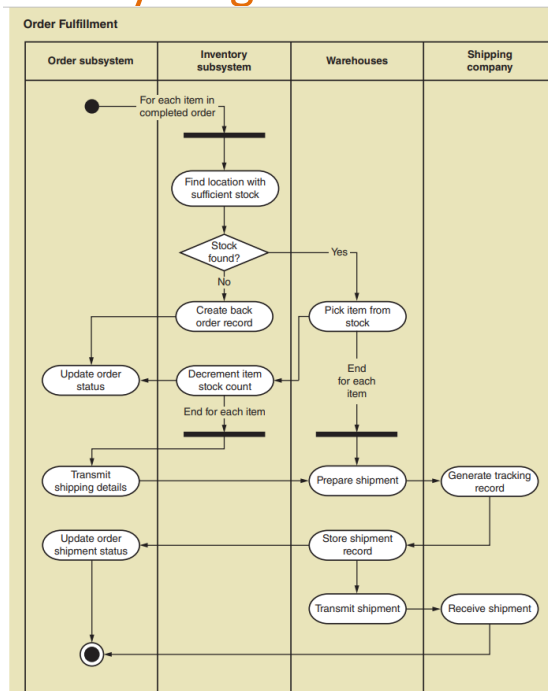 Order Fulfillment
Order subsystem
Inventory
subsystem
Warehouses
Shipping
company
For each item in
completed order
Find location with
sufficient stock
Stock
found?
Yes
No
Create back
order record
Pick item from
stock
Update order
status
Decrement item
stock count
End
for each
item
End for each item
Transmit
shipping details
Prepare shipment
Generate tracking
record
Update order
shipment status
Store shipment
record
Transmit shipment
Receive shipment